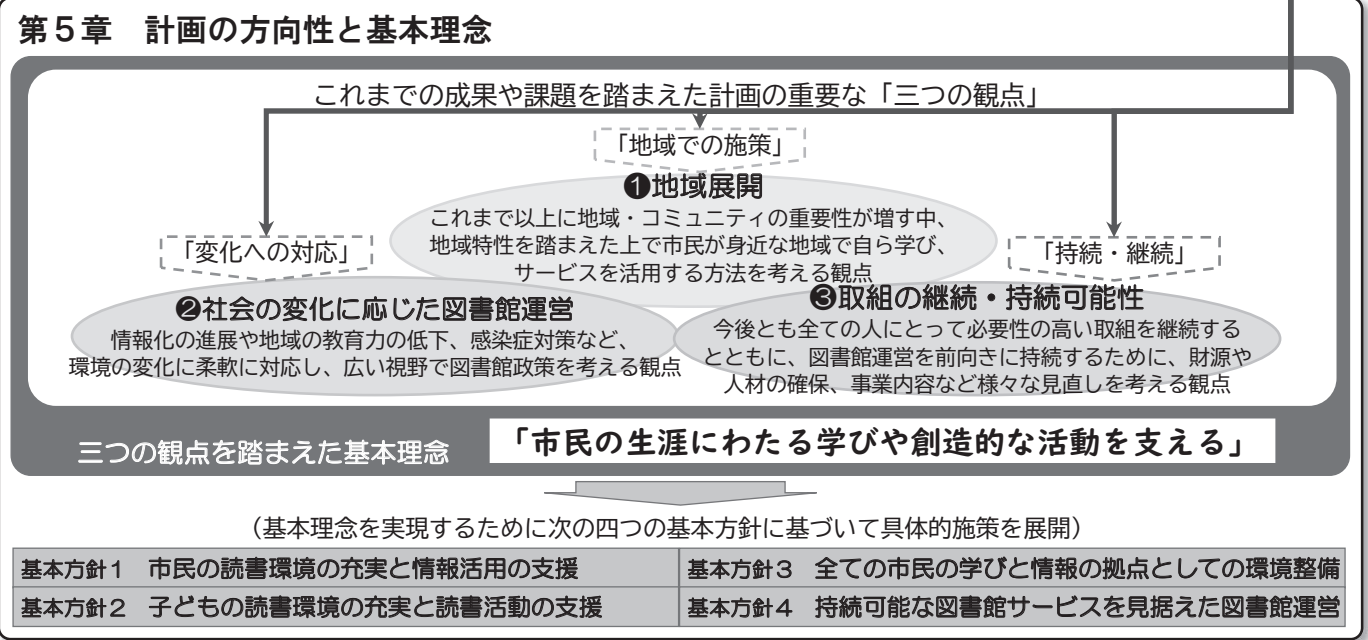 第5章　計画の方向性と基本理念
これまでの成果や課題を踏まえた計画の重要な「三つの観点」
「地域での施策」
❶地域展開
これまで以上に地域・コミュニティの重要性が増す中、
地域特性を踏まえた上で市民が身近な地域で自ら学び、
サービスを活用する方法を考える観点
「変化への対応」
❷社会の変化に応じた図書館運営
情報化の進展や地域の教育力の低下、感染症対策など、
環境の変化に柔軟に対応し、広い視野で図書館政策を考える観点
「持続・継続」
❸取組の継続・持続可能性
今後とも全ての人にとって必要性の高い取組を継続する
とともに、図書館運営を前向きに持続するために、財源や
人材の確保、事業内容など様々な見直しを考える観点
三つの観点を踏まえた基本理念
「市民の生涯にわたる学びや創造的な活動を支える」
（基本理念を実現するために次の四つの基本方針に基づいて具体的施策を展開）
基本方針1　市民の読書環境の充実と情報活用の支援
基本方針2　子どもの読書環境の充実と読書活動の支援
基本方針3　全ての市民の学びと情報の拠点としての環境整備
基本方針4　持続可能な図書館サービスを見据えた図書館運営